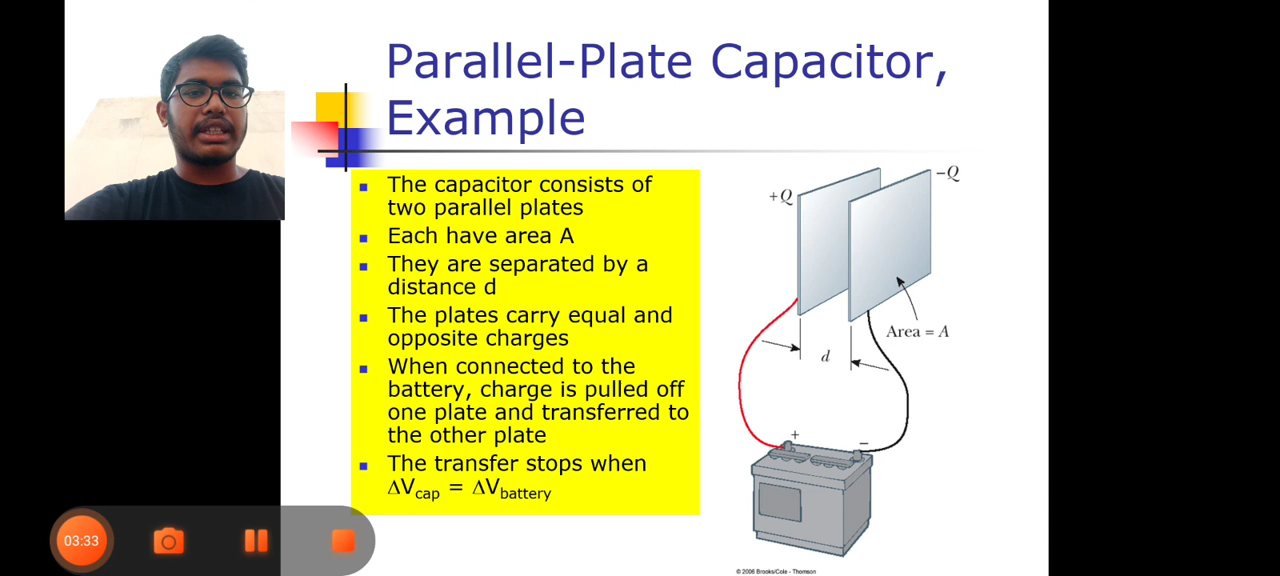 Parallel-Plate Capacitor,
Example
The capacitor consists of
two parallel plates
Each have area A
They are separated by a
distance d
The plates carry equal and
opposite charges
When connected to the
battery, charge is pulled off
one plate and transferred to
the other plate
The transfer stops when
ΔVcap = ΔVbattery
+Q
−Q
Area = A
d
+
−
© 2006 Brooks/Cole - Thomson
03:33